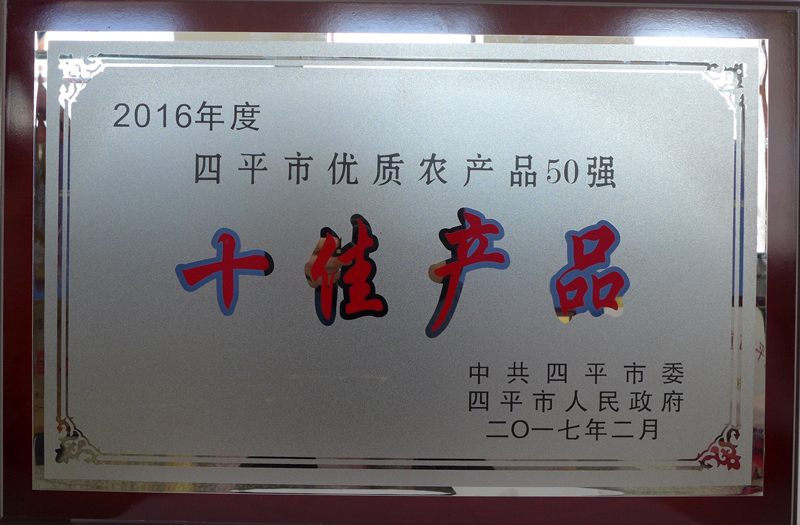 2016年度
四平市优质农产品50强
十佳产品
中共四平市委
四平市人民政府
二〇一七年二月